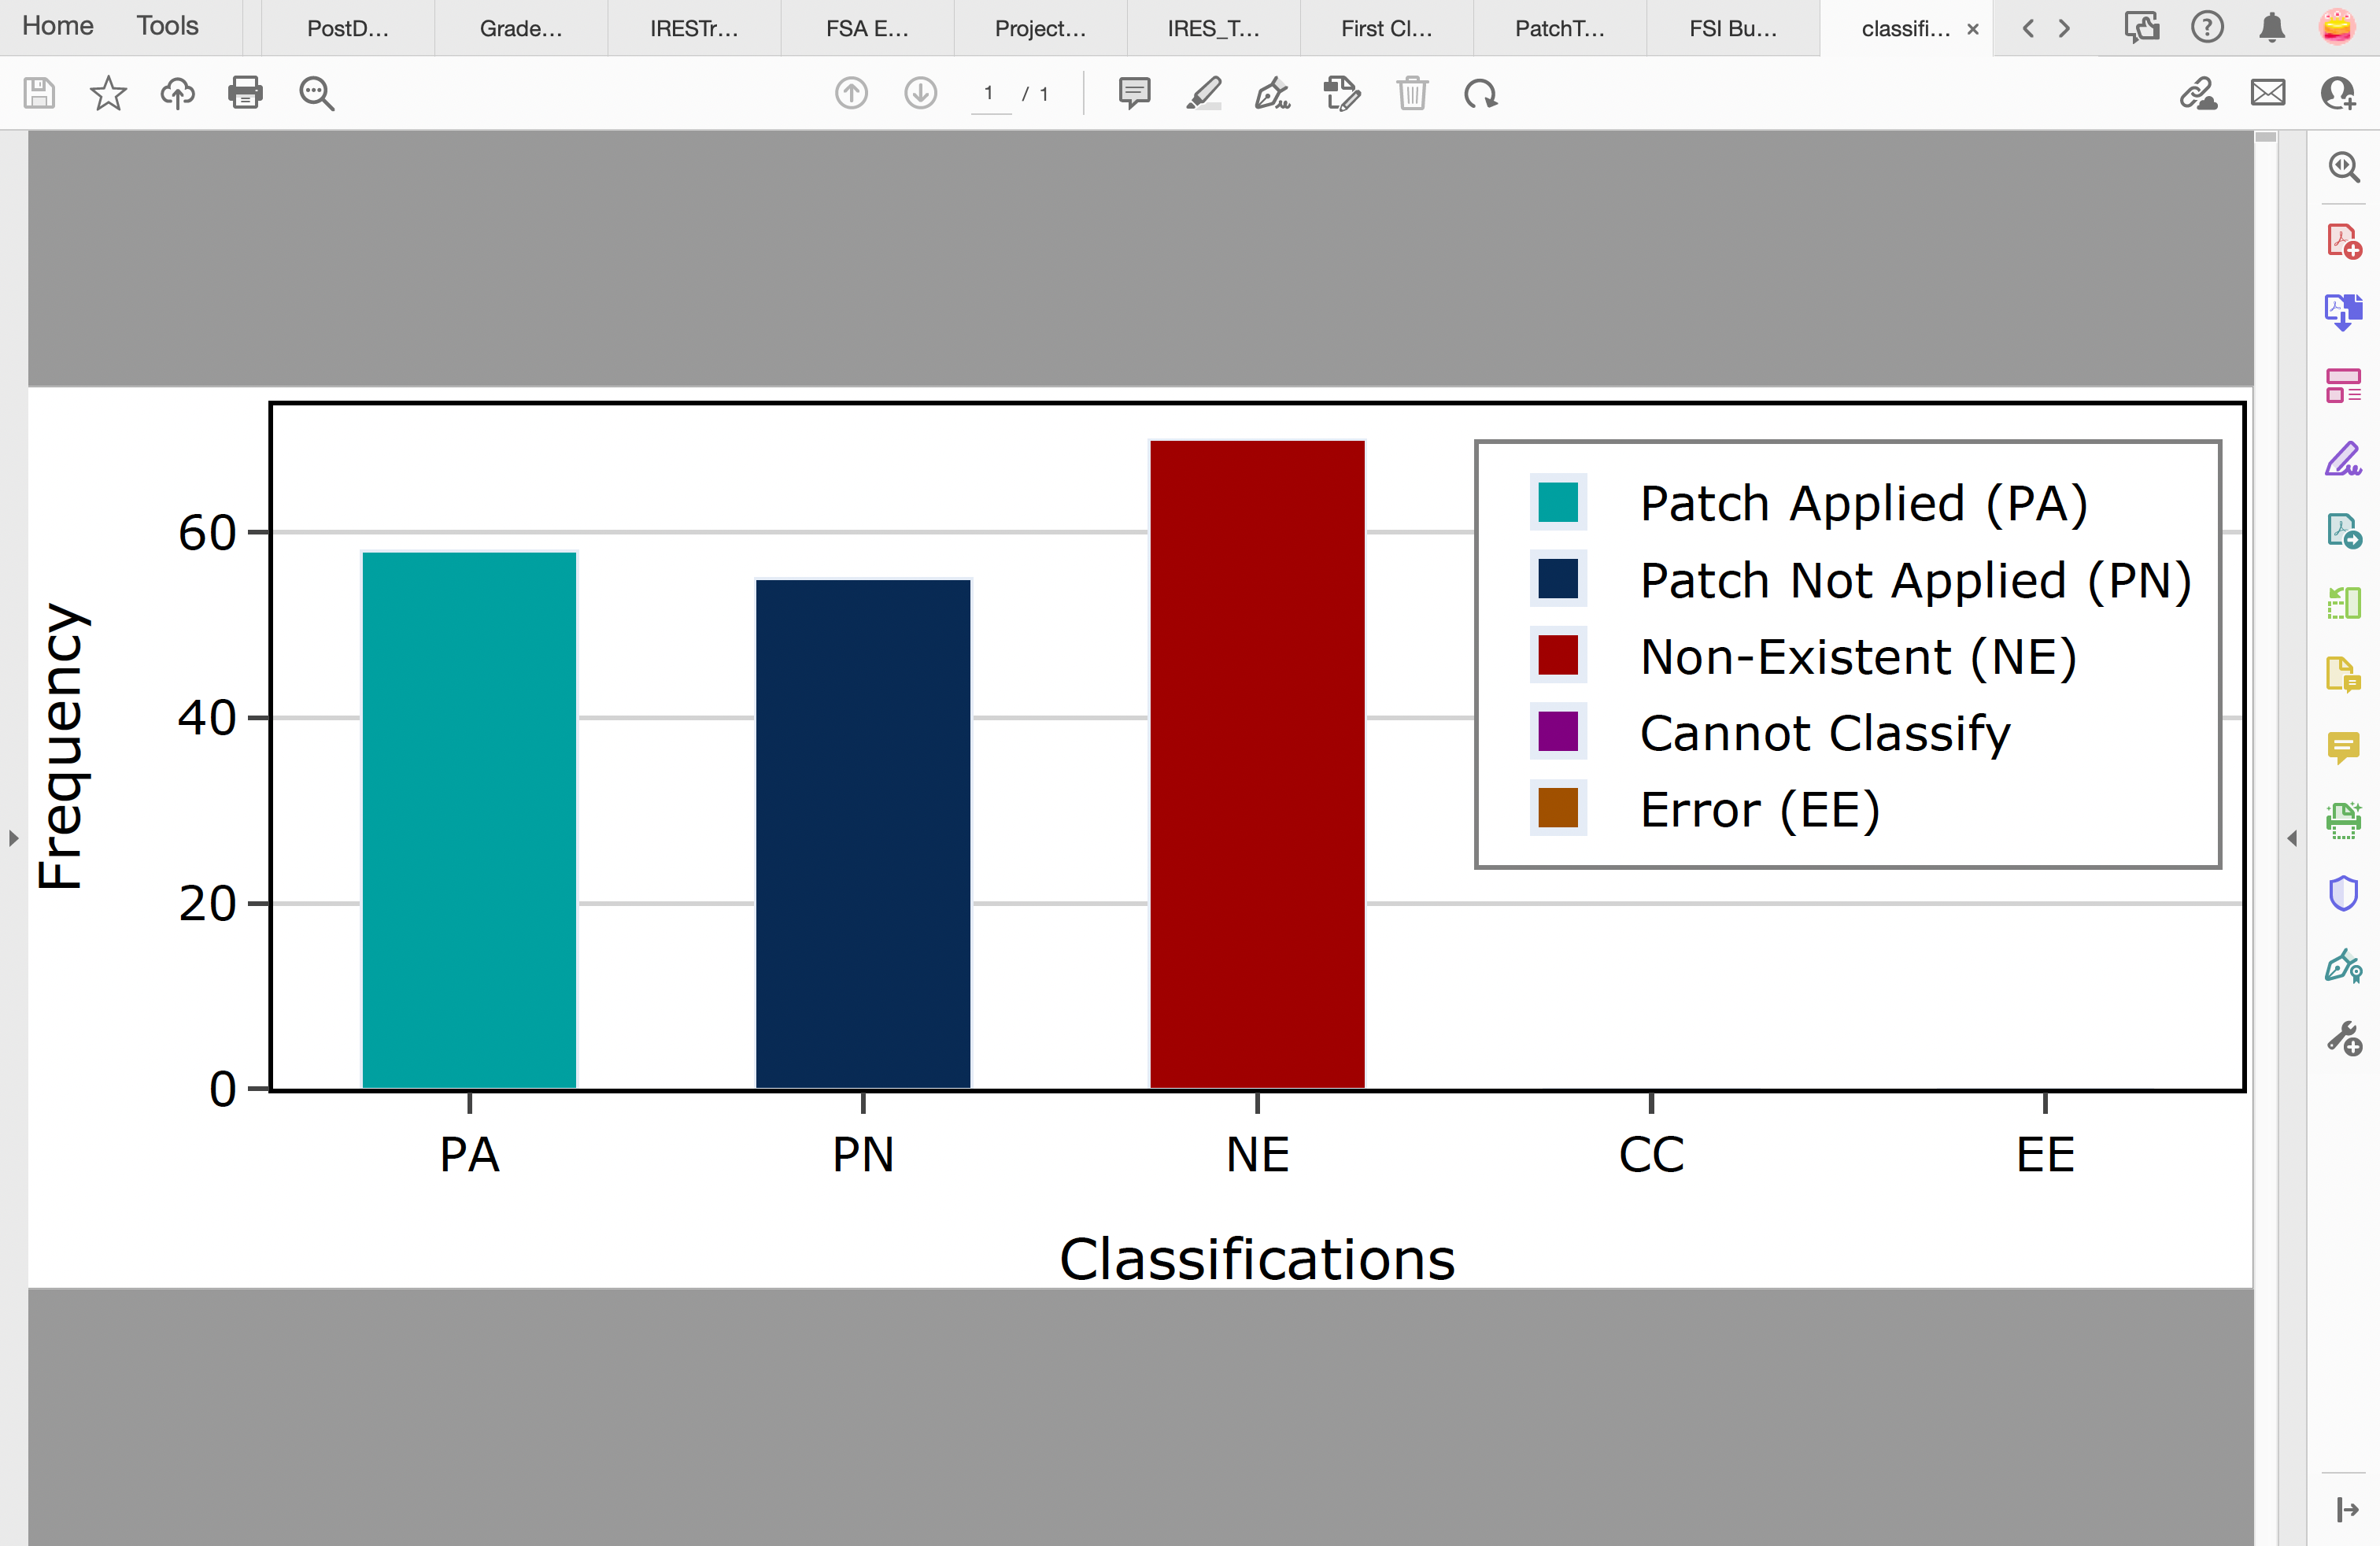 Home Tools PostD... Grade... IRESTr... FSA E... Project... IRES_T... First Cl... PatchT... FSI Bu... classifi... ×
1 / 1
Patch Applied (PA)
Patch Not Applied (PN)
Non-Existent (NE)
Cannot Classify
Error (EE)
Frequency
60
40
20
0
PA PN NE CC EE
Classifications